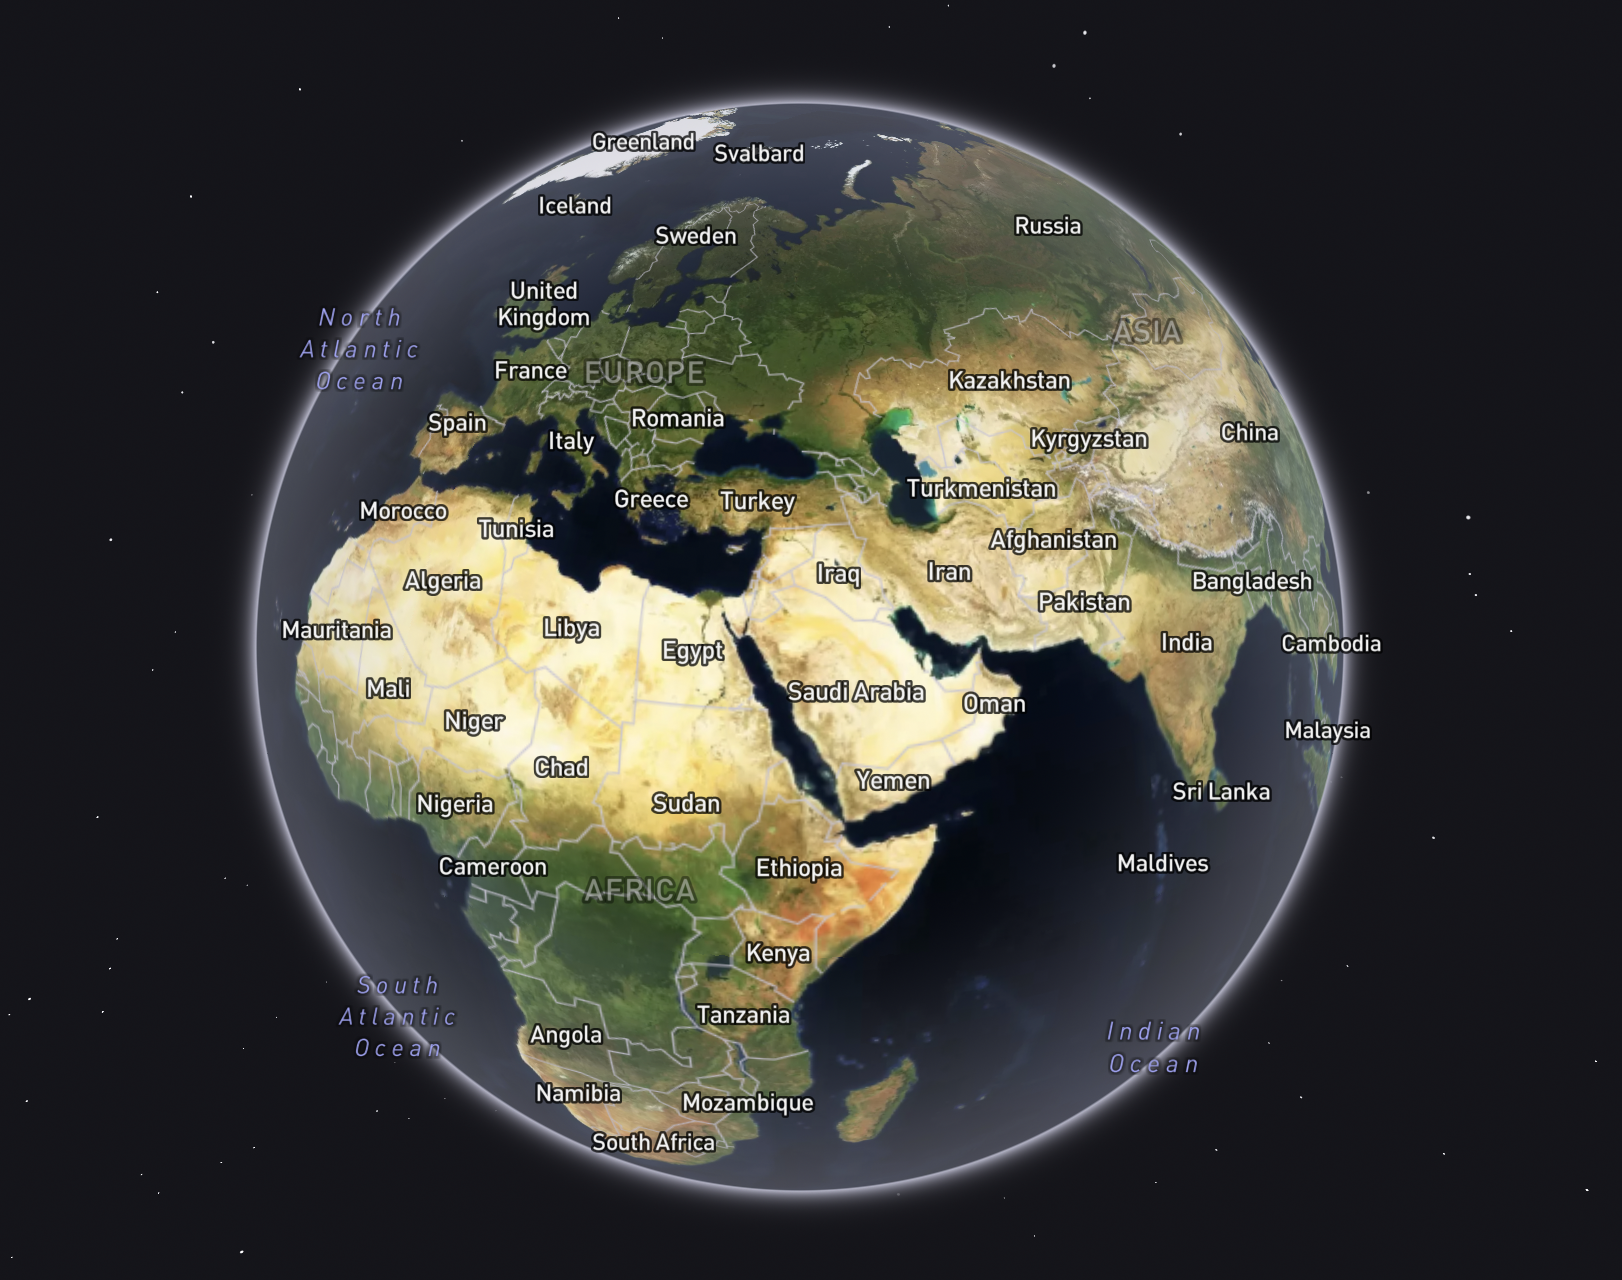 Greenland
Svalbard
Iceland
Russia
Sweden
United
Kingdom
North
Atlantic
Ocean
ASIA
France
EUROPE
Kazakhstan
Spain
Romania
Italy
Kyrgyzstan
China
Turkmenistan
Greece
Turkey
Morocco
Tunisia
Afghanistan
Algeria
Iraq
Iran
Bangladesh
Pakistan
Mauritania
Libya
Egypt
India
Cambodia
Mali
Saudi Arabia
Oman
Niger
Malaysia
Chad
Yemen
Sri Lanka
Nigeria
Sudan
Cameroon
Ethiopia
Maldives
AFRICA
Kenya
South
Atlantic
Ocean
Tanzania
Angola
Indian
Ocean
Namibia
Mozambique
South Africa